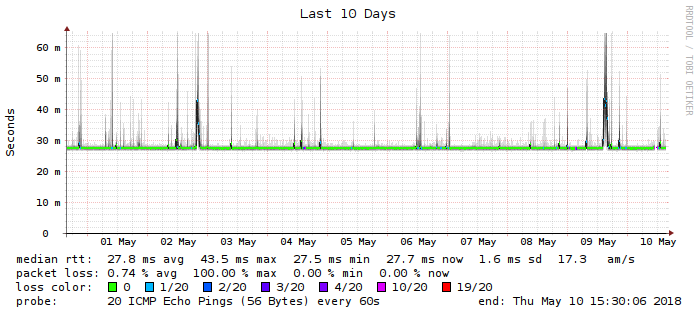 Last 10 Days
RRDTOOL / TOBI OETIKER
Seconds
60 m
50 m
40 m
30 m
20 m
10 m
0
01 May 02 May 03 May 04 May 05 May 06 May 07 May 08 May 09 May 10 May
median rtt: 27.8 ms avg 43.5 ms max 27.5 ms min 27.7 ms now 1.6 ms sd 17.3 am/s
packet loss: 0.74 % avg 100.00 % max 0.00 % min 0.00 % now
loss color: 0 1/20 2/20 3/20 4/20 10/20 19/20
probe: 20 ICMP Echo Pings (56 Bytes) every 60s end: Thu May 10 15:30:06 2018